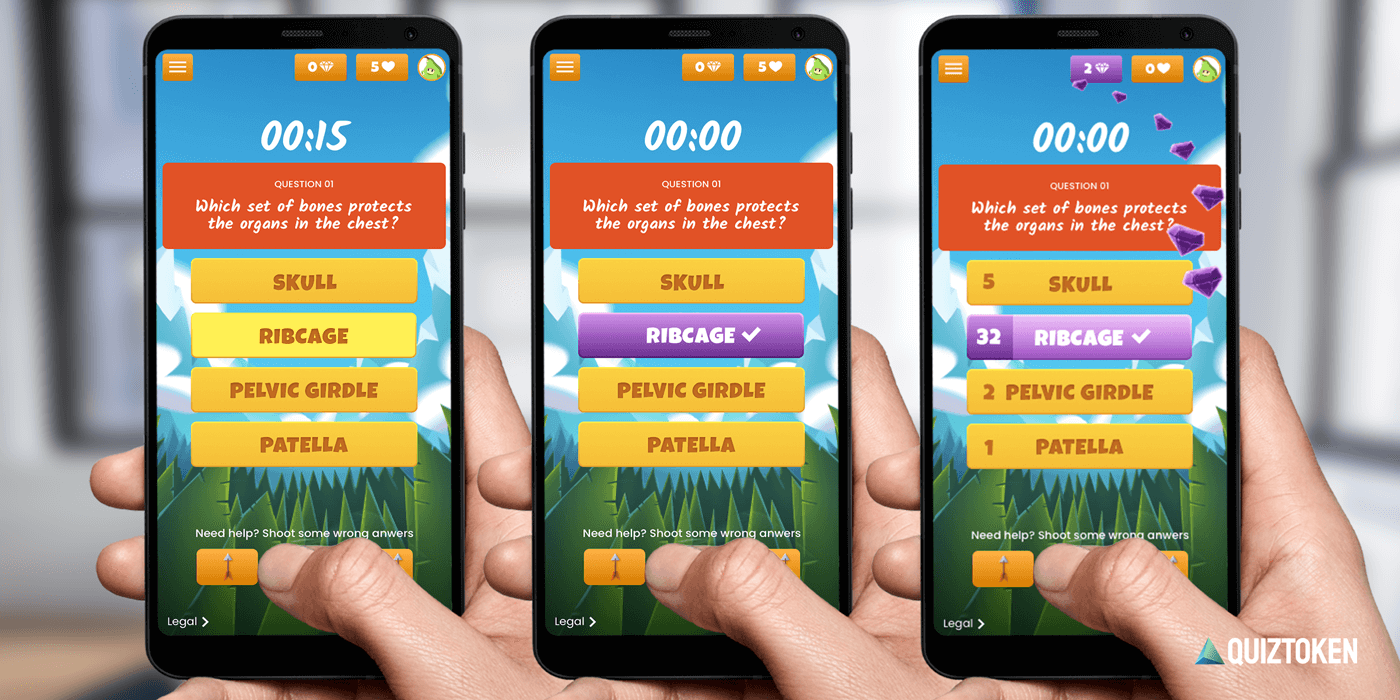 0 5
00:15
QUESTION 01
Which set of bones protects
the organs in the chest?
SKULL
RIBCAGE
PELVIC GIRDLE
PATELLA
Need help? Shoot some wrong anwers
Legal
0 5
00:00
QUESTION 01
Which set of bones protects
the organs in the chest?
SKULL
RIBCAGE
PELVIC GIRDLE
PATELLA
Need help? Shoot some wrong anwers
Legal
2 0
00:00
QUESTION 01
Which set of bones protects
the organs in the chest?
5 SKULL
32 RIBCAGE
2 PELVIC GIRDLE
1 PATELLA
Need help? Shoot some wrong anwers
Legal
QUIZTOKEN